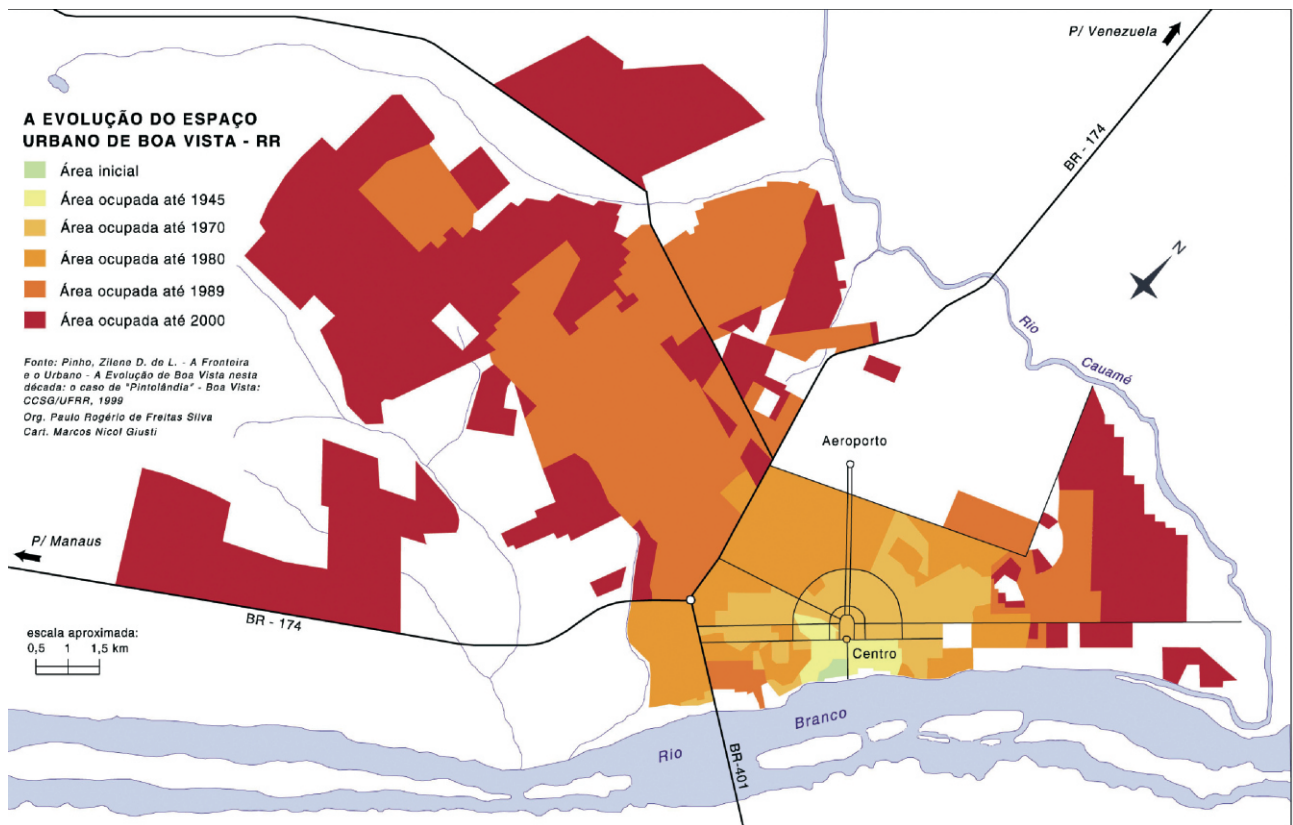 P/ Venezuela
A EVOLUÇÃO DO ESPAÇO
URBANO DE BOA VISTA - RR
Área inicial
Área ocupada até 1945
Área ocupada até 1970
Área ocupada até 1980
Área ocupada até 1989
Área ocupada até 2000
Fonte: Pinho, Zileno D. de L. - A Fronteira
e o Urbano - A Evolução de Boa Vista nesta
década: o caso de "Pintolândia" - Boa Vista:
CCSG/UFRR, 1999
Org. Paulo Rogério de Freitas Silva
Cart. Marcos Nicol Giusti
BR - 174
N
Rio
Cauamé
Aeroporto
P/ Manaus
BR - 174
escala aproximada:
0,5 1 1,5 km
Centro
Rio
Branco
BR-401